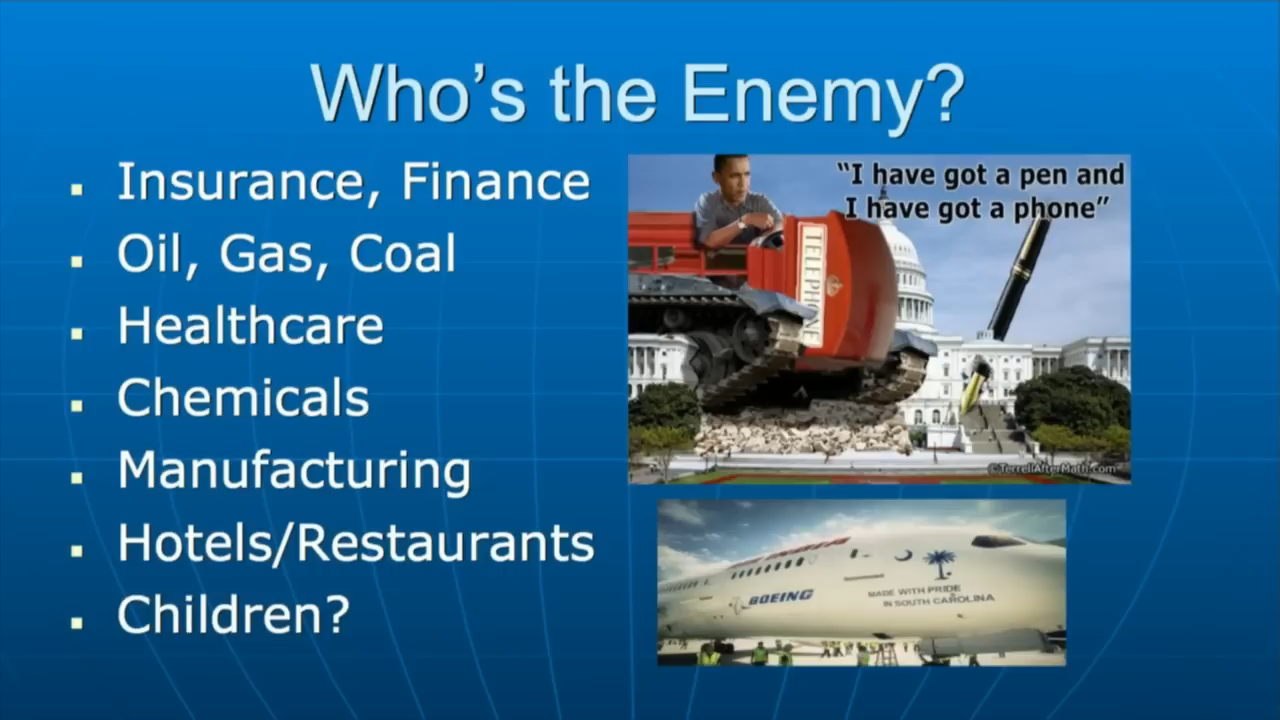 Who's the Enemy?
Insurance, Finance
Oil, Gas, Coal
Healthcare
Chemicals
Manufacturing
Hotels/Restaurants
Children?
“I have got a pen and
I have got a phone”
TELEPHONE
©TerrellAfterMath.com
BOEING
MADE WITH PRIDE
IN SOUTH CAROLINA